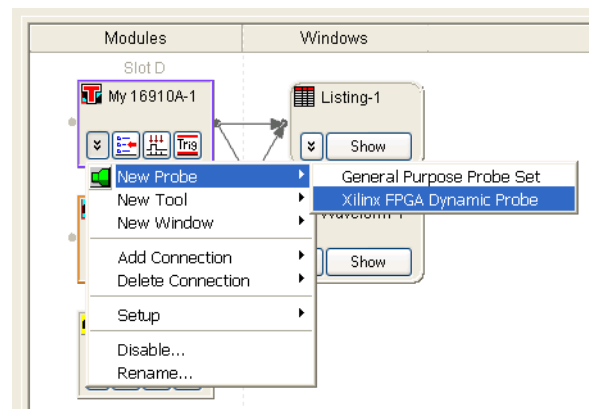 Modules Windows
Slot D
My 16910A-1
Listing-1
Trig
Show
New Probe
General Purpose Probe Set
New Tool
Xilinx FPGA Dynamic Probe
New Window
Show
Add Connection
Delete Connection
Setup
Disable...
Rename...